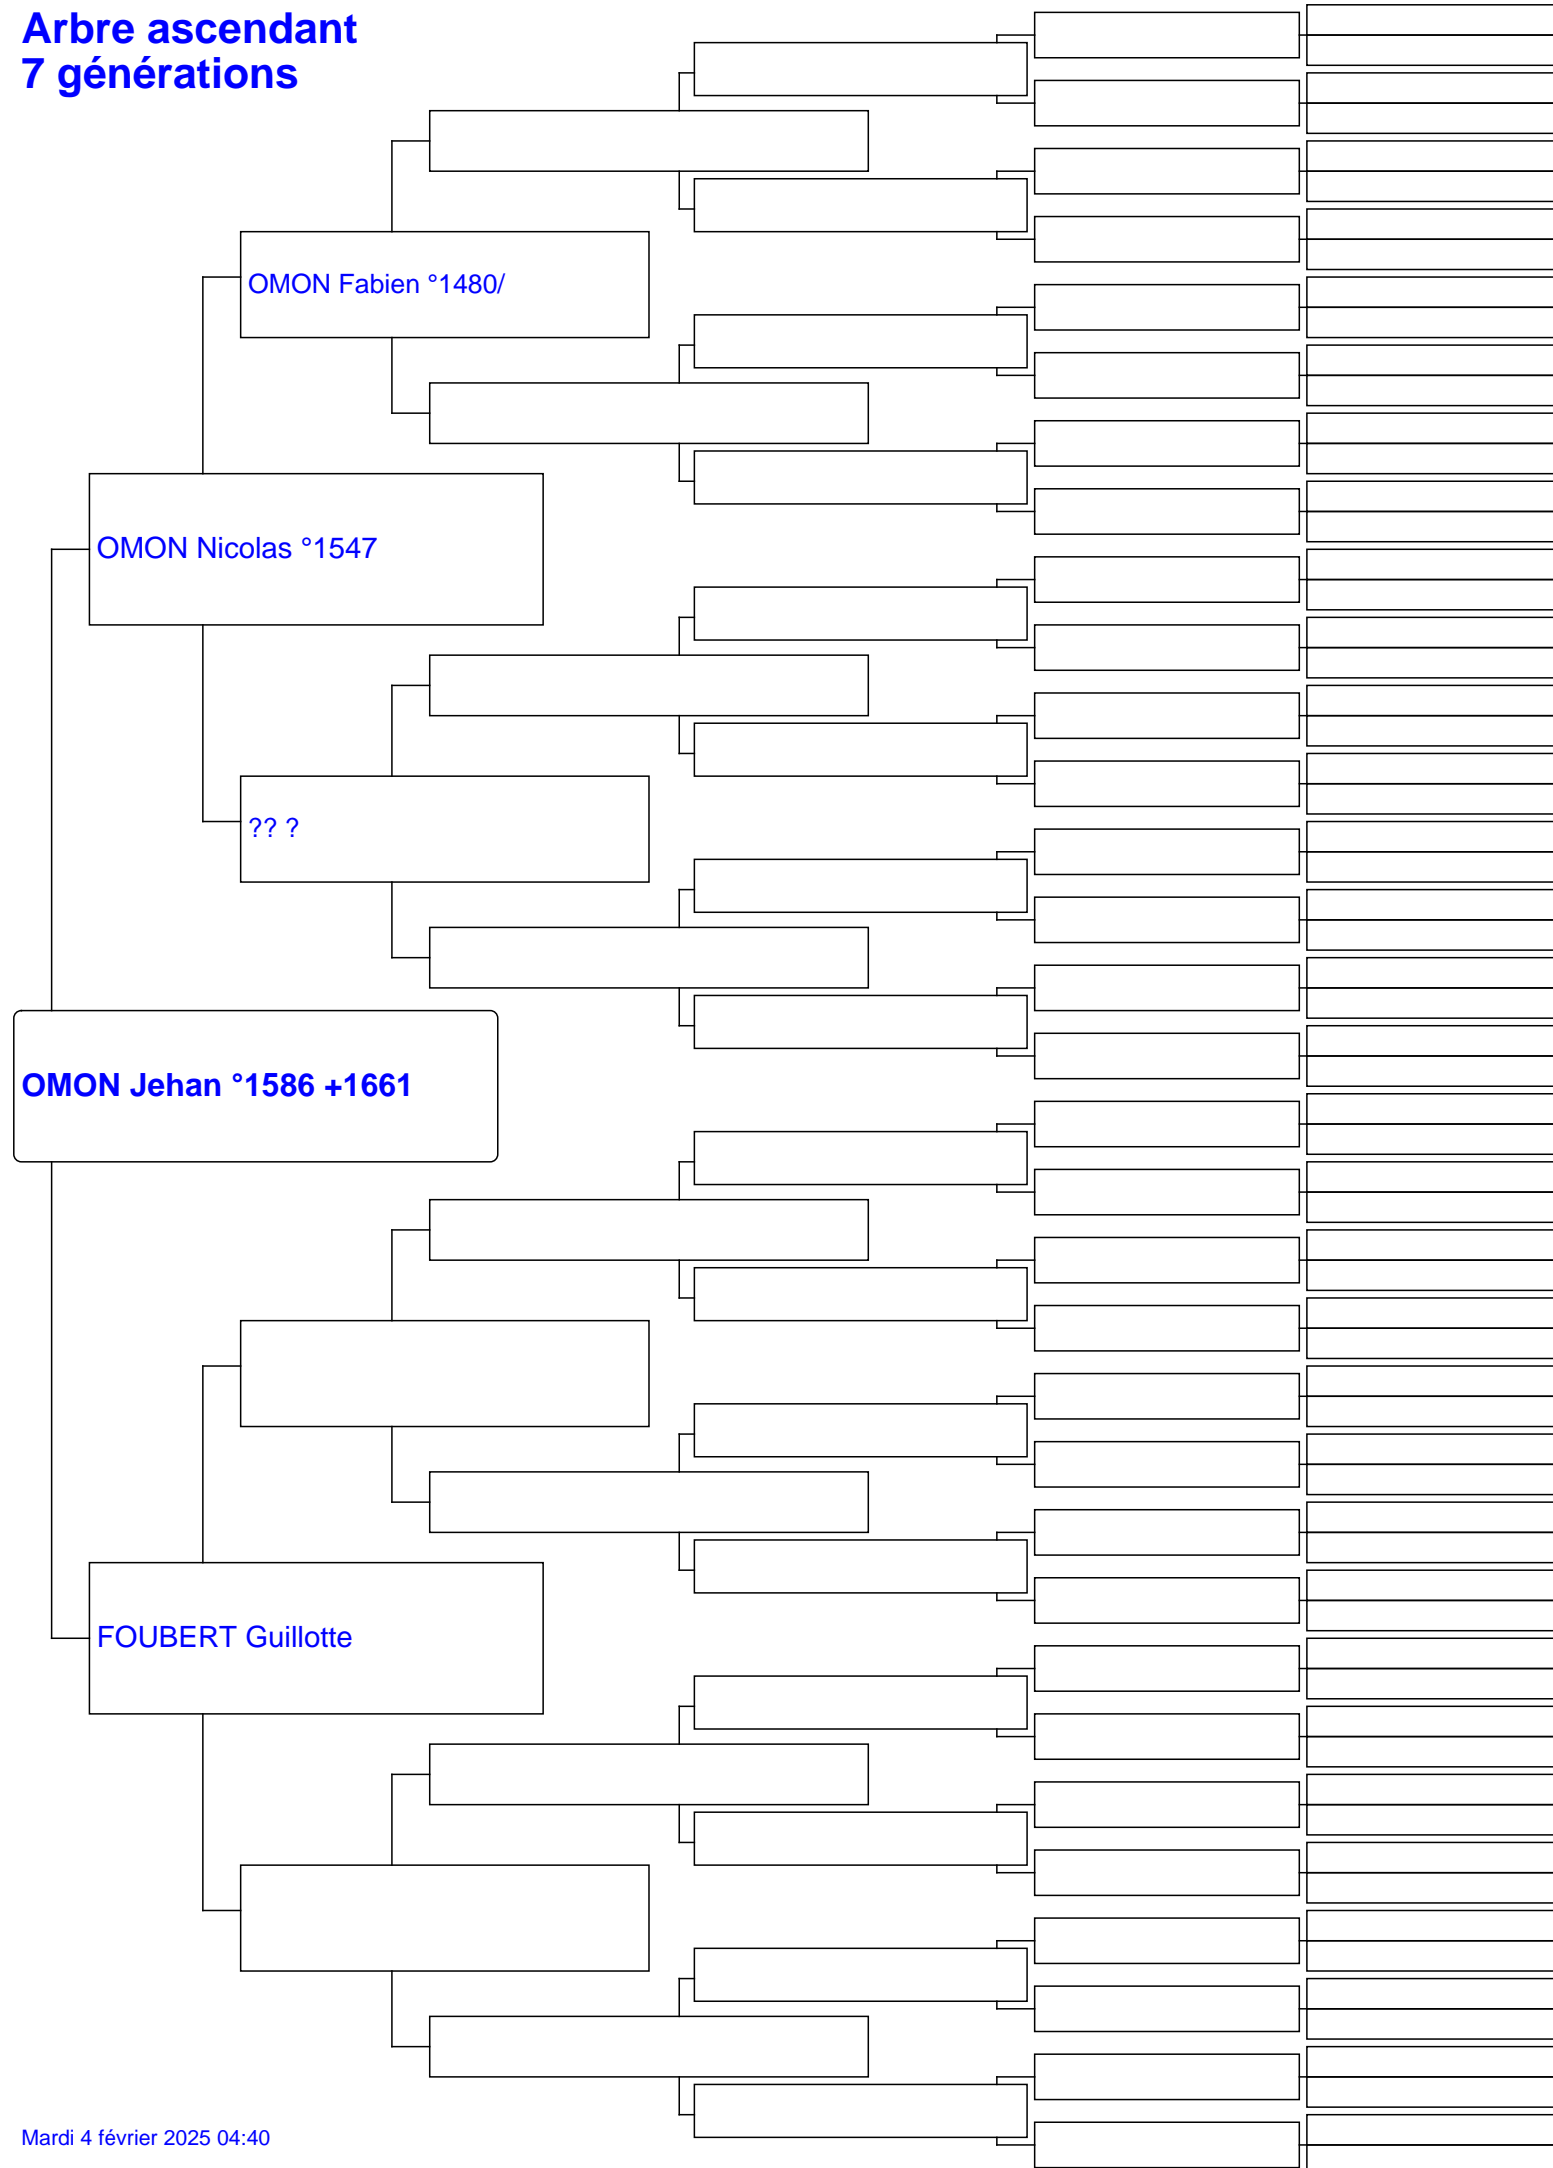 Arbre ascendant
7 générations
OMON Fabien °1480/
OMON Nicolas °1547
?? ?
OMON Jehan °1586 +1661
FOUBERT Guillotte
Mardi 4 février 2025 04:40